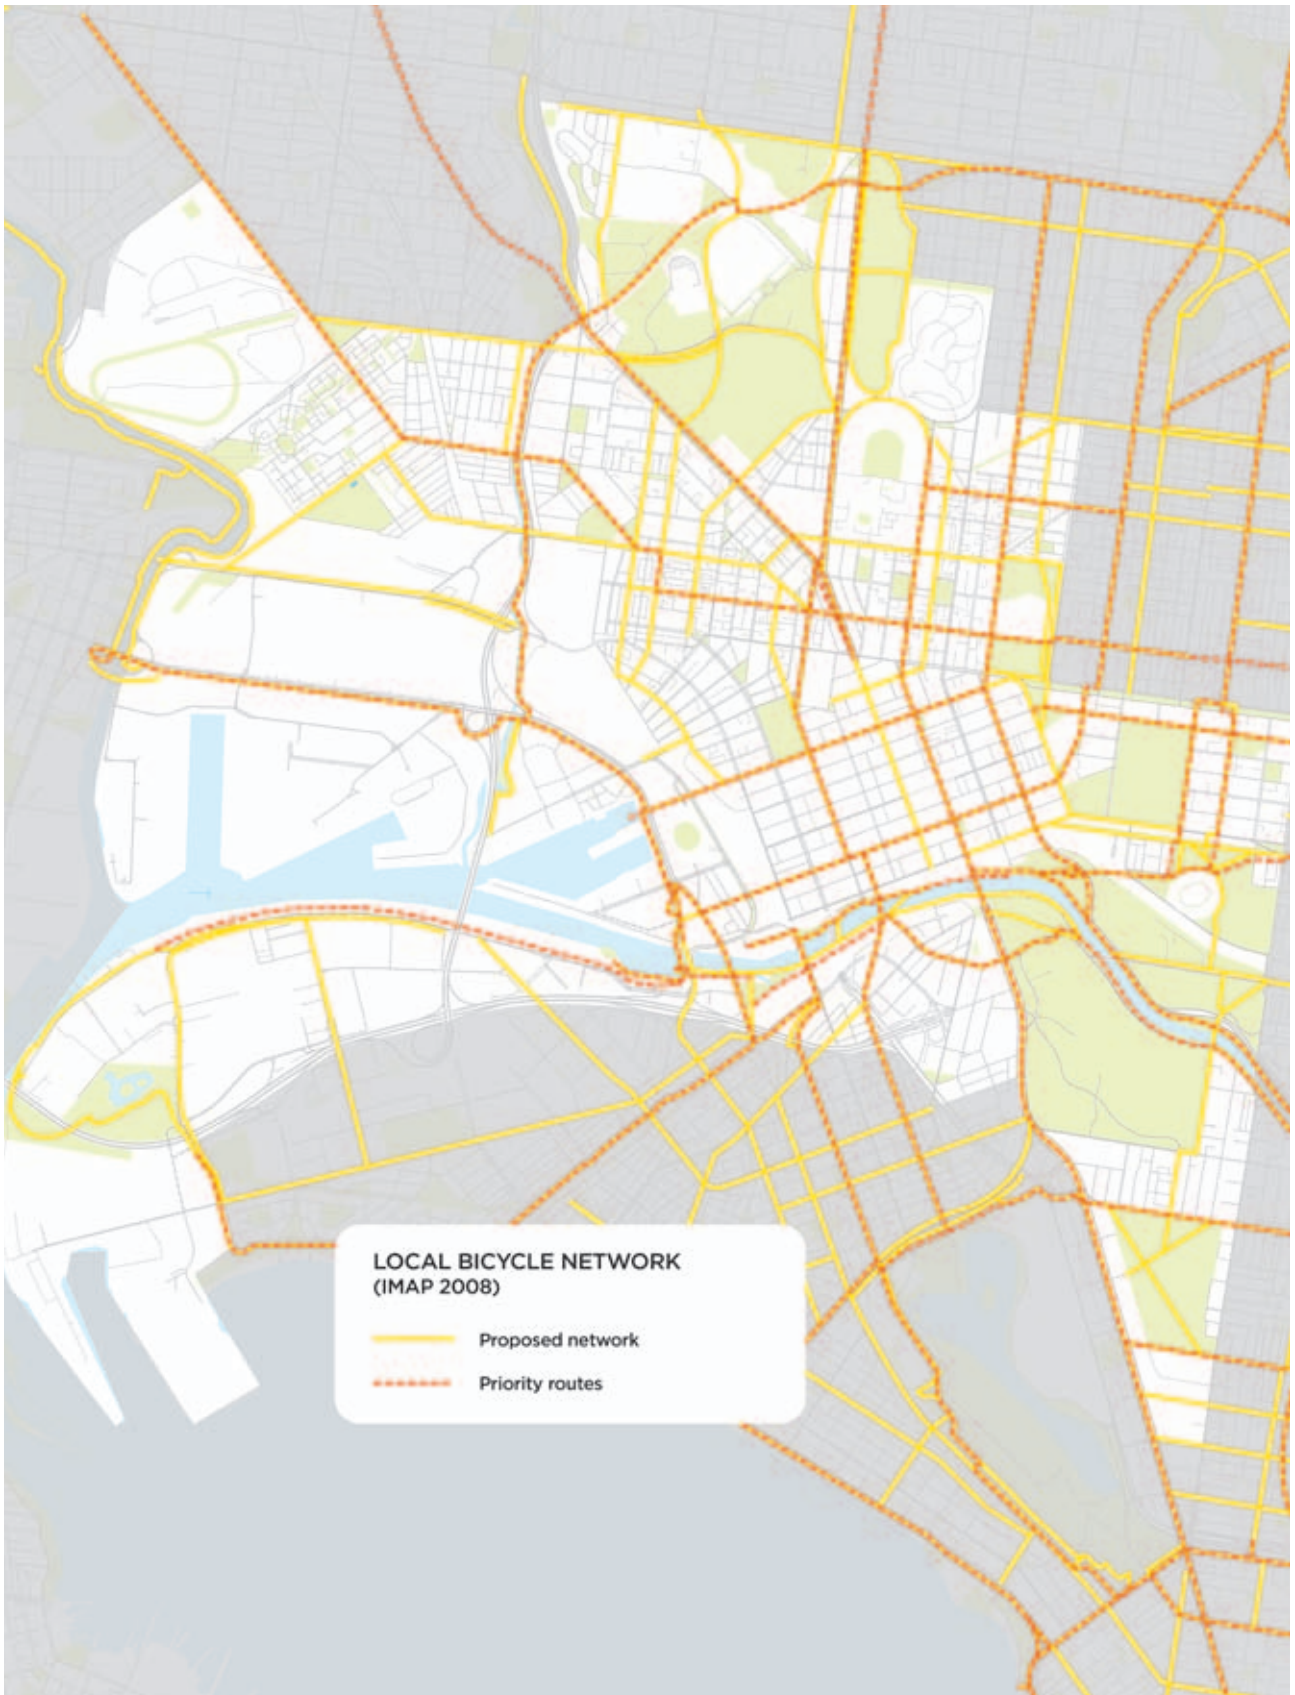 LOCAL BICYCLE NETWORK
(IMAP 2008)
Proposed network
Priority routes